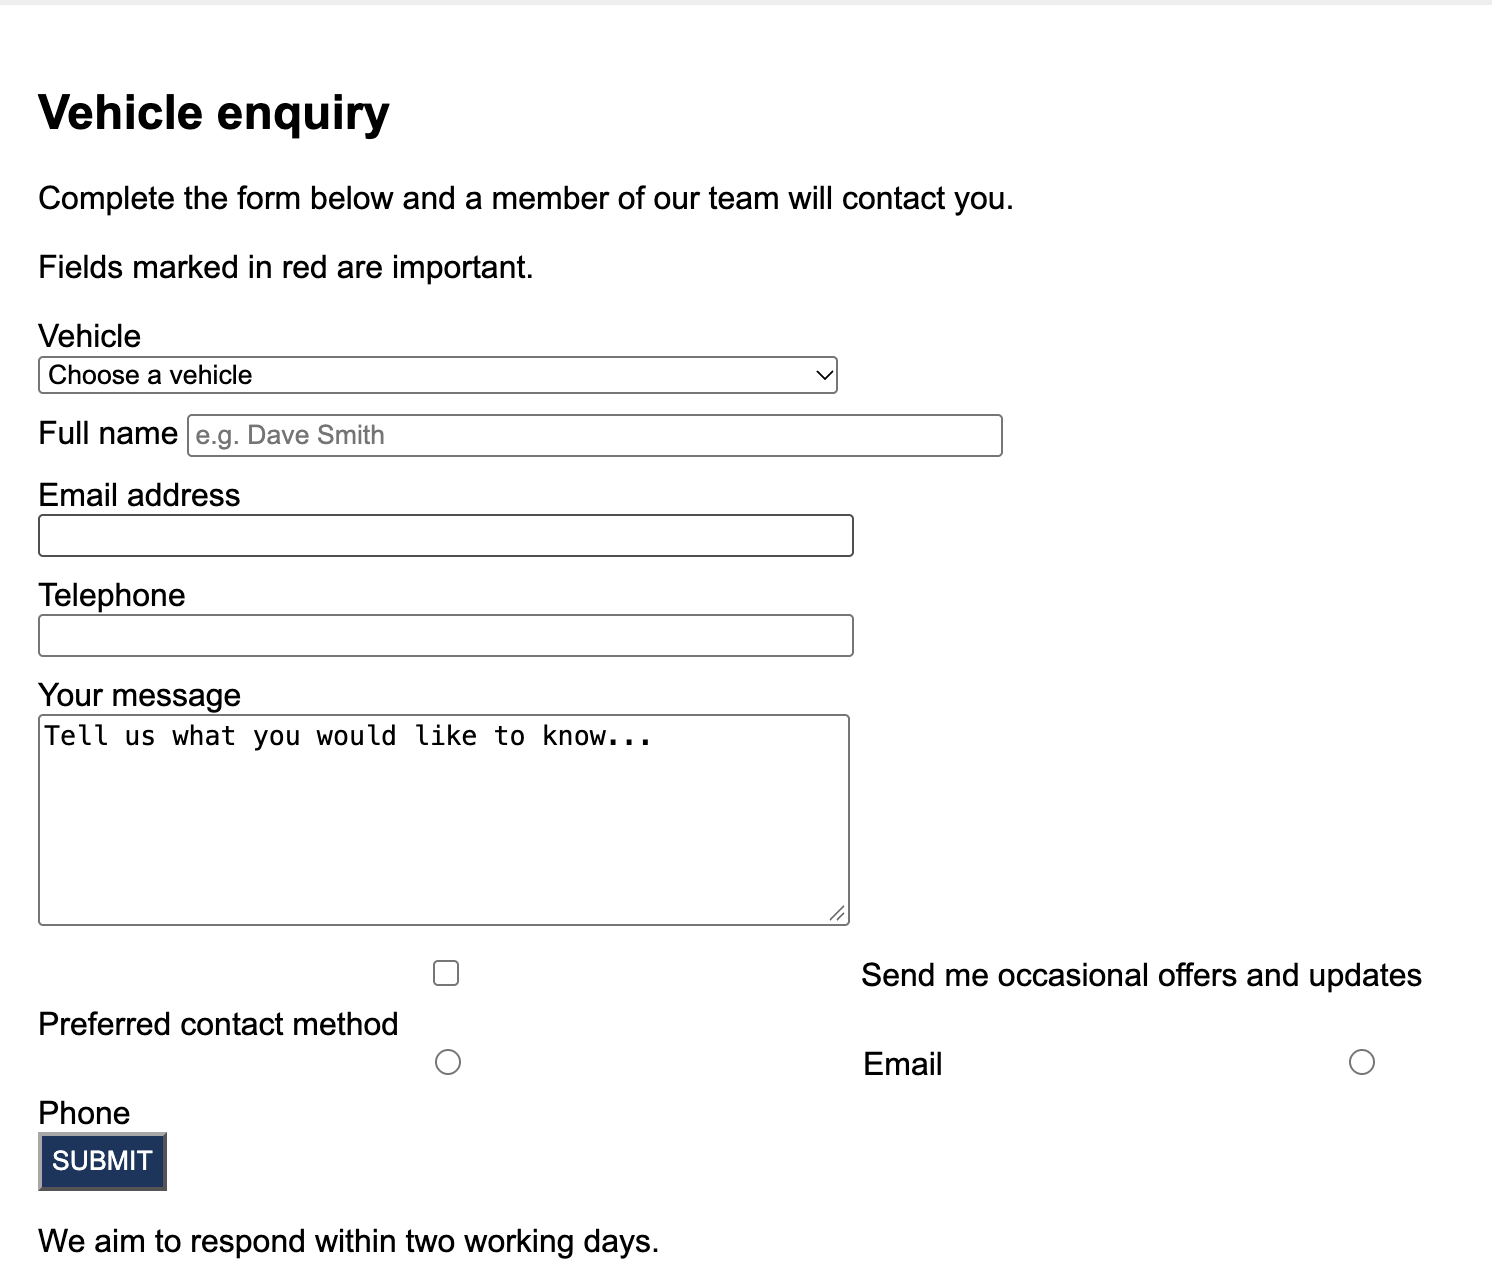 Vehicle enquiry
Complete the form below and a member of our team will contact you.
Fields marked in red are important.
Vehicle
Choose a vehicle
Full name e.g. Dave Smith
Email address
Telephone
Your message
Tell us what you would like to know...
Send me occasional offers and updates
Preferred contact method
Email
Phone
SUBMIT
We aim to respond within two working days.